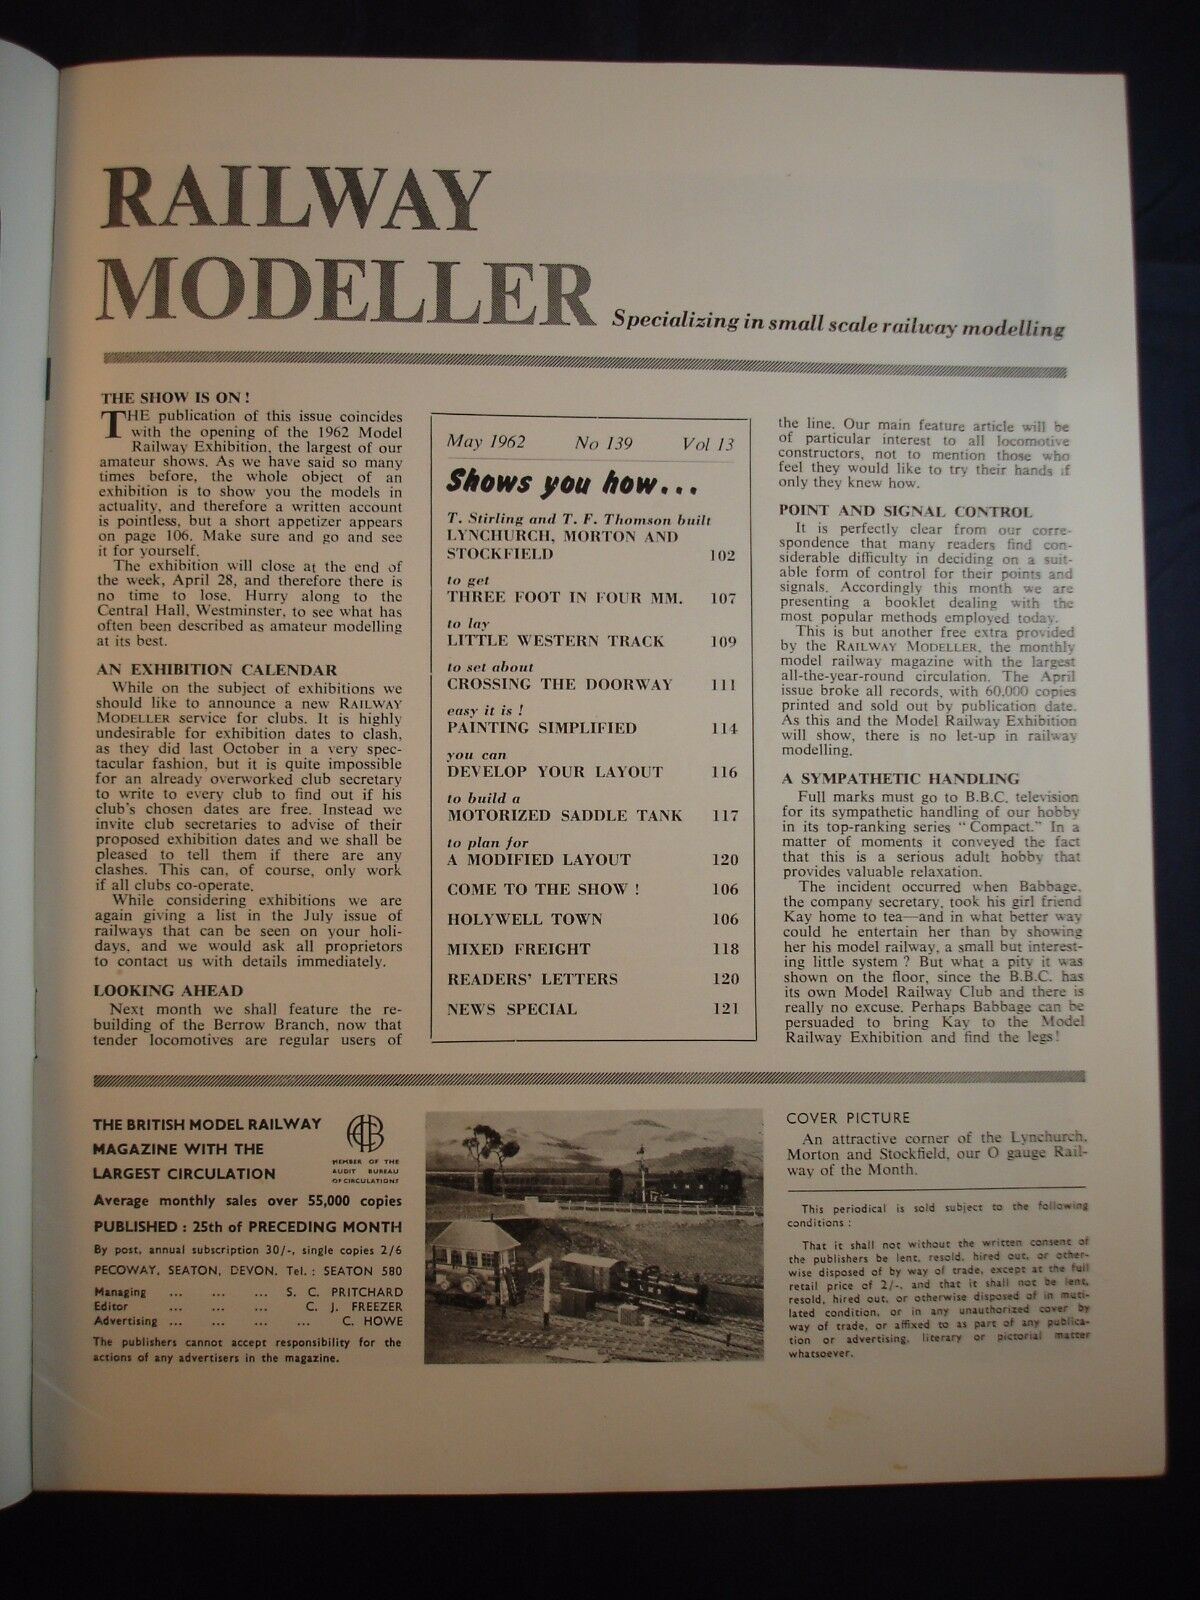 RAILWAY
MODELLER
Specializing in small scale railway modelling
THE SHOW IS ON!
THE publication of this issue coincides
with the opening of the 1962 Model
Railway Exhibition, the largest of our
amateur shows. As we have said so many
times before, the whole object of an
exhibition is to show you the models in
actuality, and therefore a written account
is pointless, but a short appetizer appears
on page 106. Make sure and go and see
it for yourself.
The exhibition will close at the end of
the week, April 28, and therefore there is
no time to lose. Hurry along to the
Central Hall, Westminster, to see what has
often been described as amateur modelling
at its best.
AN EXHIBITION CALENDAR
While on the subject of exhibitions we
should like to announce a new RAILWAY
MODELLER service for clubs. It is highly
undesirable for exhibition dates to clash,
as they did last October in a very spec-
tacular fashion, but it is quite impossible
for an already overworked club secretary
to write to every club to find out if his
club's chosen dates are free. Instead we
invite club secretaries to advise of their
proposed exhibition dates and we shall be
pleased to tell them if there are any
clashes. This can, of course, only work
if all clubs co-operate.
While considering exhibitions we are
again giving a list in the July issue of
railways that can be seen on your holi-
days, and we would ask all proprietors
to contact us with details immediately.
LOOKING AHEAD
Next month we shall feature the re-
building of the Berrow Branch, now that
tender locomotives are regular users of
May 1962 No 139 Vol 13
Shows you how...
T. Stirling and T. F. Thomson built
LYNCHURCH, MORTON AND
STOCKFIELD 102
to get
THREE FOOT IN FOUR MM. 107
to lay
LITTLE WESTERN TRACK 109
to set about
CROSSING THE DOORWAY 111
easy it is!
PAINTING SIMPLIFIED 114
you can
DEVELOP YOUR LAYOUT 116
to build a
MOTORIZED SADDLE TANK 117
to plan for
A MODIFIED LAYOUT 120
COME TO THE SHOW! 106
HOLYWELL TOWN 106
MIXED FREIGHT 118
READERS' LETTERS 120
NEWS SPECIAL 121
the line. Our main feature article will be
of particular interest to all locomotive
constructors, not to mention those who
feel they would like to try their hands if
only they knew how.
POINT AND SIGNAL CONTROL
It is perfectly clear from our corre-
spondence that many readers find con-
siderable difficulty in deciding on a suit-
able form of control for their points and
signals. Accordingly this month we are
presenting a booklet dealing with the
most popular methods employed today.
This is but another free extra provided
by the RAILWAY MODELLER, the monthly
model railway magazine with the largest
all-the-year-round circulation. The April
issue broke all records, with 60,000 copies
printed and sold out by publication date.
As this and the Model Railway Exhibition
will show, there is no let-up in railway
modelling.
A SYMPATHETIC HANDLING
Full marks must go to B.B.C. television
for its sympathetic handling of our hobby
in its top-ranking series "Compact." In a
matter of moments it conveyed the fact
that this is a serious adult hobby that
provides valuable relaxation.
The incident occurred when Babbage,
the company secretary, took his girl friend
Kay home to tea—and in what better way
could he entertain her than by showing
her his model railway, a small but interest-
ing little system? But what a pity it was
shown on the floor, since the B.B.C. has
its own Model Railway Club and there is
really no excuse. Perhaps Babbage can be
persuaded to bring Kay to the Model
Railway Exhibition and find the legs!
THE BRITISH MODEL RAILWAY
MAGAZINE WITH THE
LARGEST CIRCULATION
MEMBER OF THE
AUDIT BUREAU
OF CIRCULATIONS
Average monthly sales over 55,000 copies
PUBLISHED : 25th of PRECEDING MONTH
By post, annual subscription 30/-, single copies 2/6
PECOWAY, SEATON, DEVON. Tel.: SEATON 580
Managing ... ... ... S. C. PRITCHARD
Editor ... ... ... C. J. FREEZER
Advertising ... ... ... ... C. HOWE
The publishers cannot accept responsibility for the
actions of any advertisers in the magazine.
COVER PICTURE
An attractive corner of the Lynchurch,
Morton and Stockfield, our O gauge Rail-
way of the Month.
This periodical is sold subject to the following
conditions:
That it shall not without the written consent of
the publishers be lent, resold, hired out, or other-
wise disposed of by way of trade, except at the full
retail price of 2/-, and that it shall not be lent,
resold, hired out, or otherwise disposed of in muti-
lated condition, or in any unauthorized cover by
way of trade, or affixed to as part of any publica-
tion or advertising, literary or pictorial matter
whatsoever.